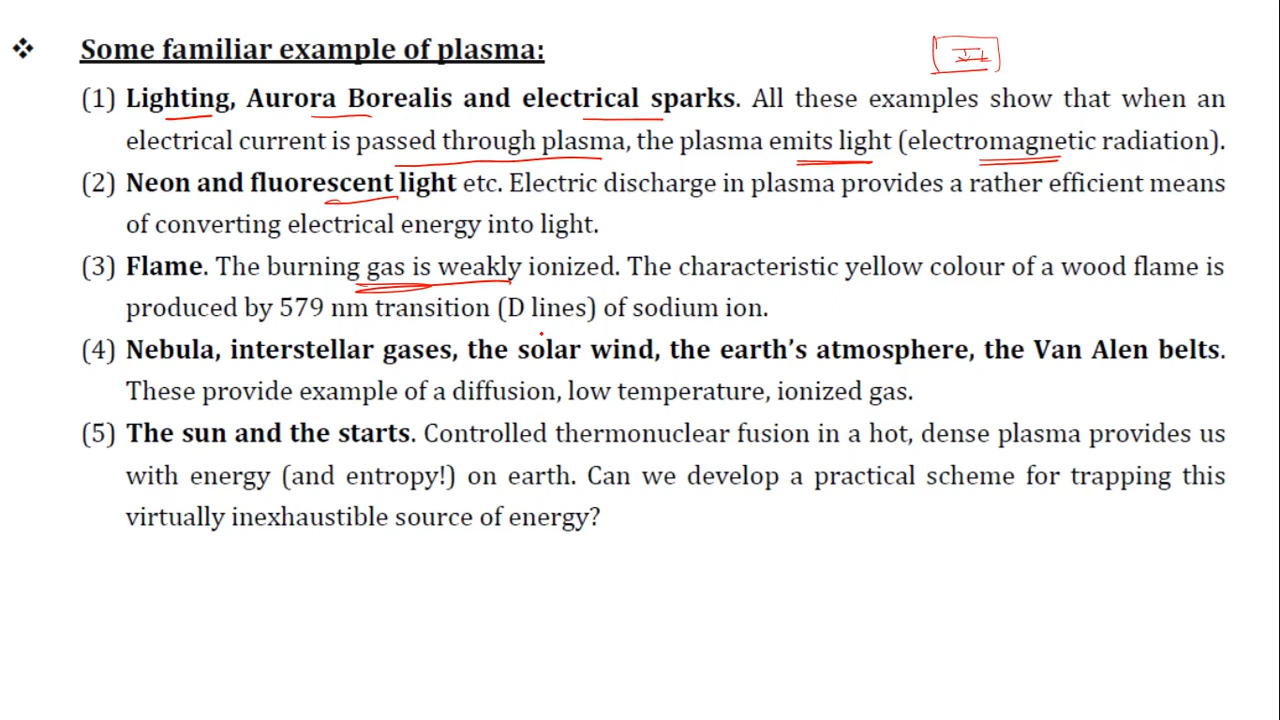 ❖ Some familiar example of plasma:
(1) Lighting, Aurora Borealis and electrical sparks. All these examples show that when an
electrical current is passed through plasma, the plasma emits light (electromagnetic radiation).
(2) Neon and fluorescent light etc. Electric discharge in plasma provides a rather efficient means
of converting electrical energy into light.
(3) Flame. The burning gas is weakly ionized. The characteristic yellow colour of a wood flame is
produced by 579 nm transition (D lines) of sodium ion.
(4) Nebula, interstellar gases, the solar wind, the earth's atmosphere, the Van Alen belts.
These provide example of a diffusion, low temperature, ionized gas.
(5) The sun and the starts. Controlled thermonuclear fusion in a hot, dense plasma provides us
with energy (and entropy!) on earth. Can we develop a practical scheme for trapping this
virtually inexhaustible source of energy?